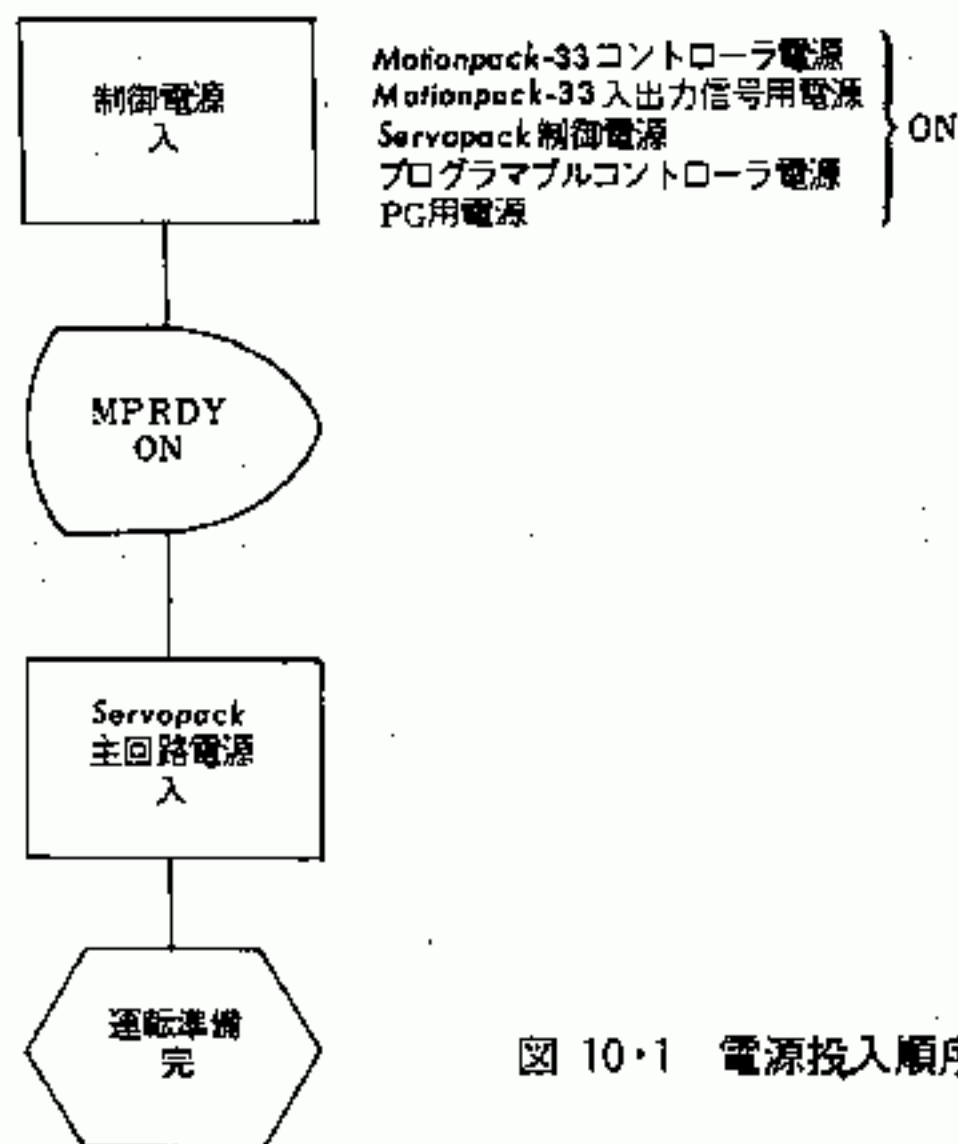 制御電源
入
Motionpack-33コントローラ電源
Motionpack-33入出力信号用電源
Servopack制御電源
プログラマブルコントローラ電源
PG用電源
ON
MPRDY
ON
Servopack
主回路電源
入
運転準備
完
図 10・1 電源投入順序